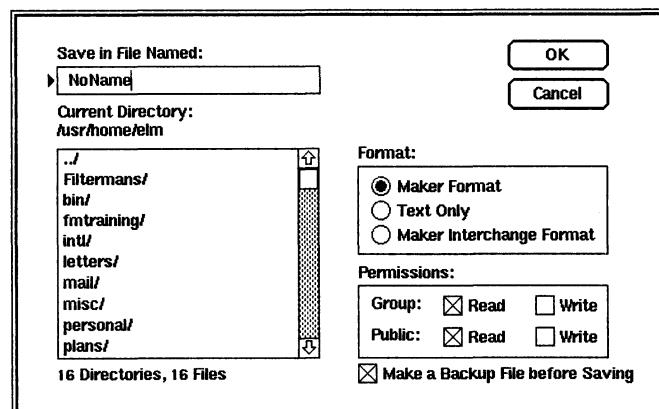 Save in File Named:
NoName
OK
Cancel
Current Directory:
/usr/home/elm
../
Filtermans/
bin/
fmtraining/
intl/
letters/
mail/
misc/
personal/
plans/
16 Directories, 16 Files
Format:
Maker Format
Text Only
Maker Interchange Format
Permissions:
Group: Read Write
Public: Read Write
Make a Backup File before Saving